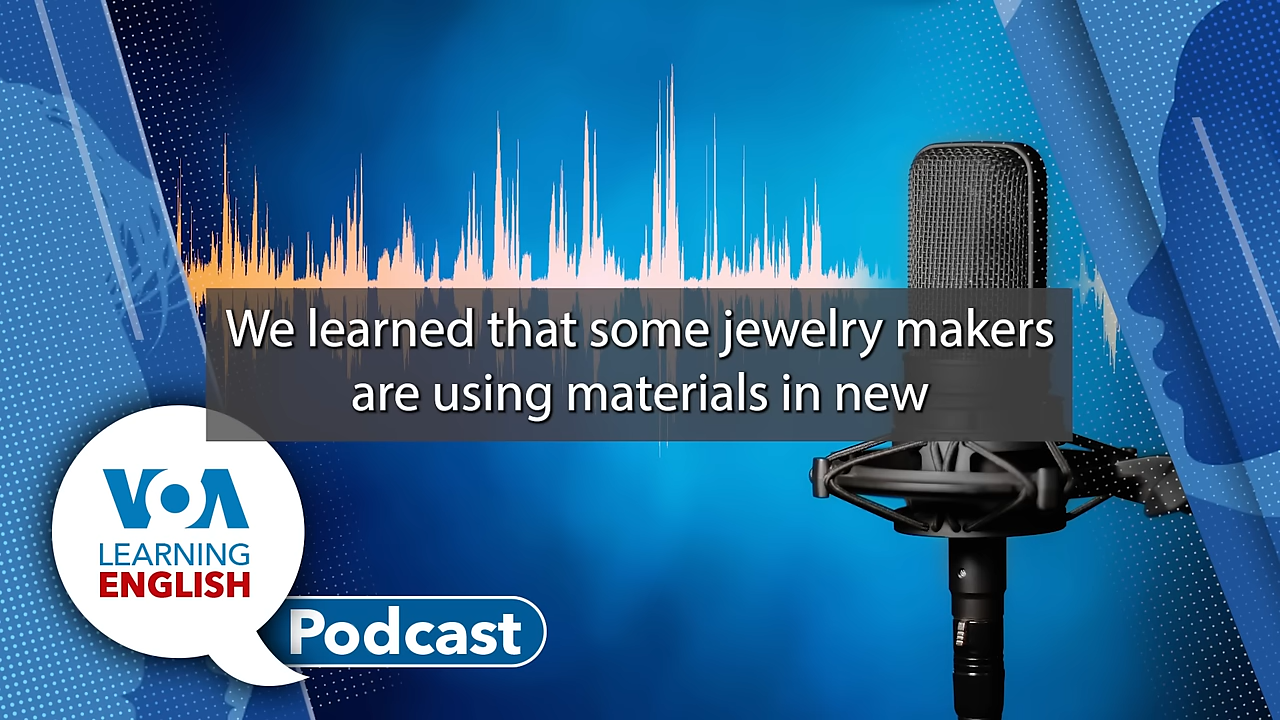 We learned that some jewelry makers
are using materials in new
VOA
LEARNING
ENGLISH
Podcast